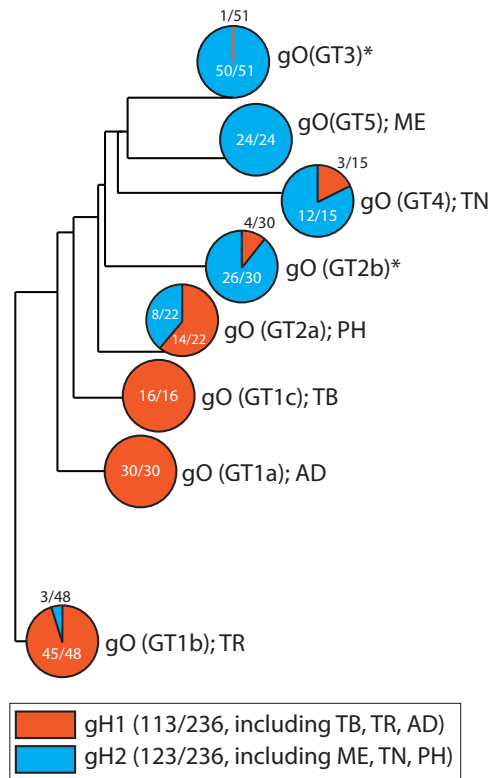 1/51
gO(GT3)*
50/51
gO(GT5); ME
24/24
3/15
gO (GT4); TN
12/15
4/30
gO (GT2b)*
26/30
8/22
gO (GT2a); PH
14/22
16/16
gO (GT1c); TB
30/30
gO (GT1a); AD
3/48
gO (GT1b); TR
45/48
gH1 (113/236, including TB, TR, AD)
gH2 (123/236, including ME, TN, PH)